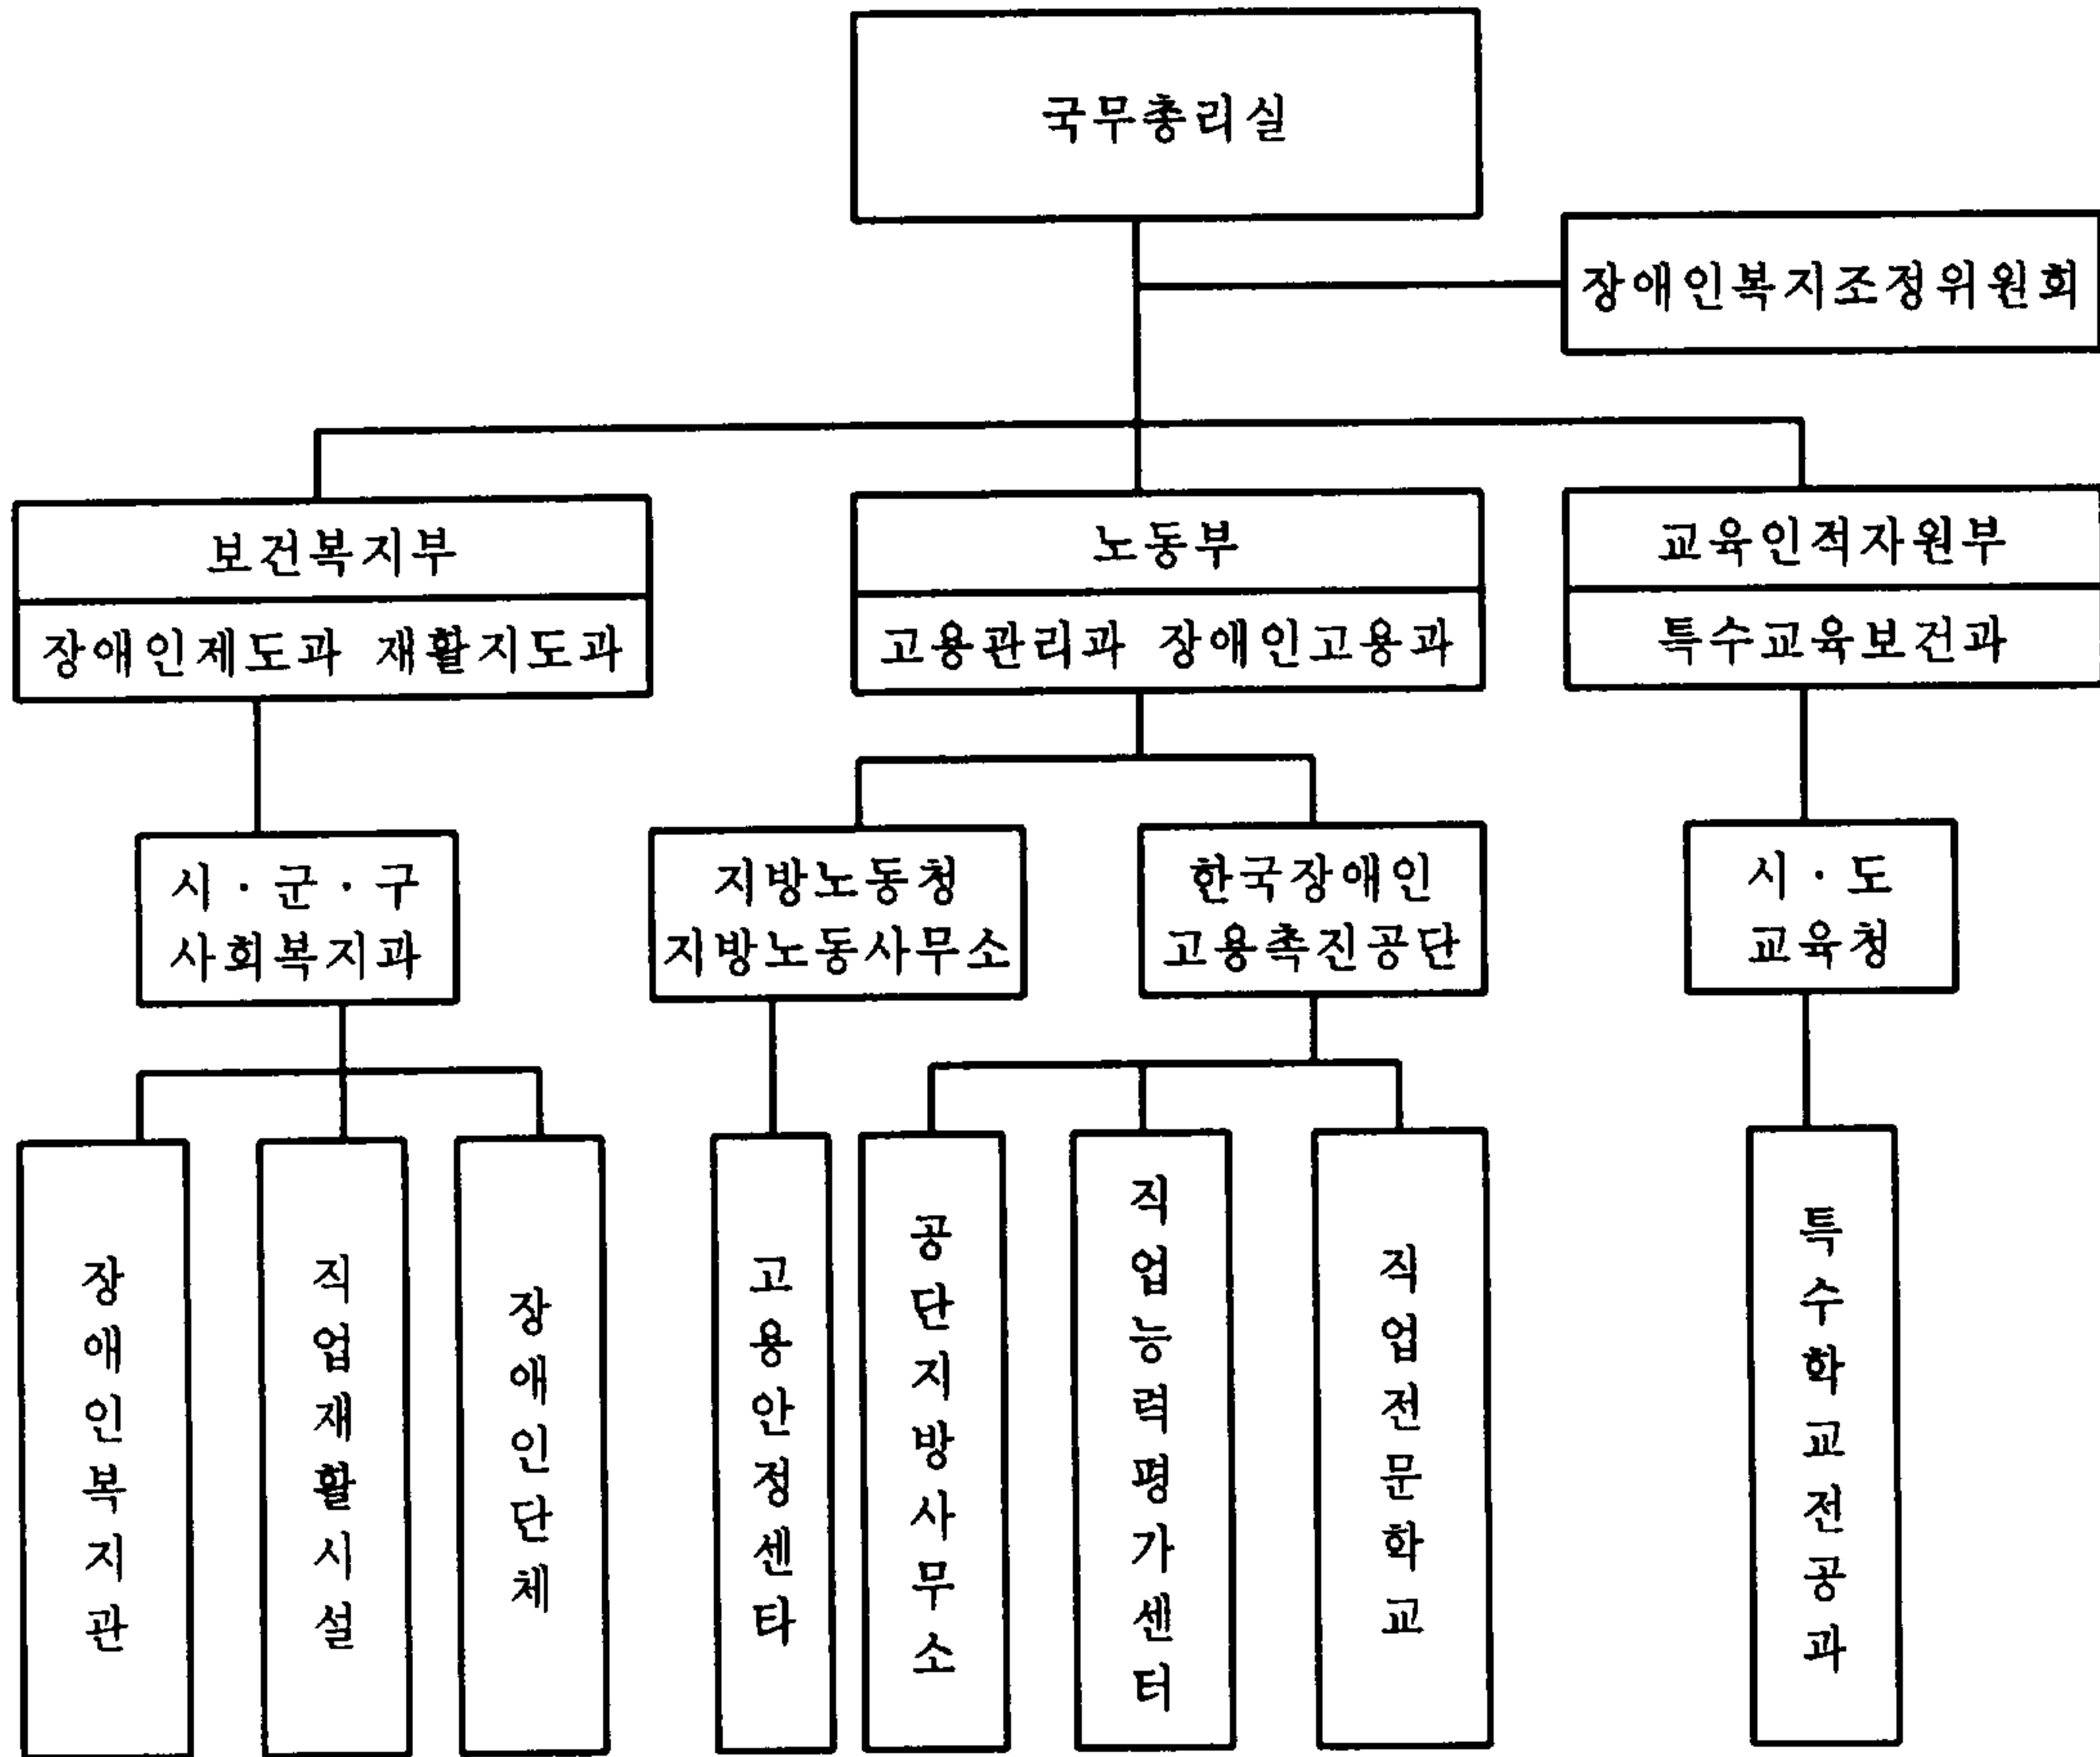 국무총리실
장애인복지조정위원회
보건복지부
장애인제도과 재활지도과
노동부
고용관리과 장애인고용과
교육인적자원부
특수교육보건과
시·군·구
사회복지과
지방노동청
지방노동사무소
한국장애인
고용촉진공단
시·도
교육청
장애인복지관
직업재활시설
장애인단체
고용안정센타
공단지방사무소
직업능력평가센터
직업전문학교
특수학교전공과